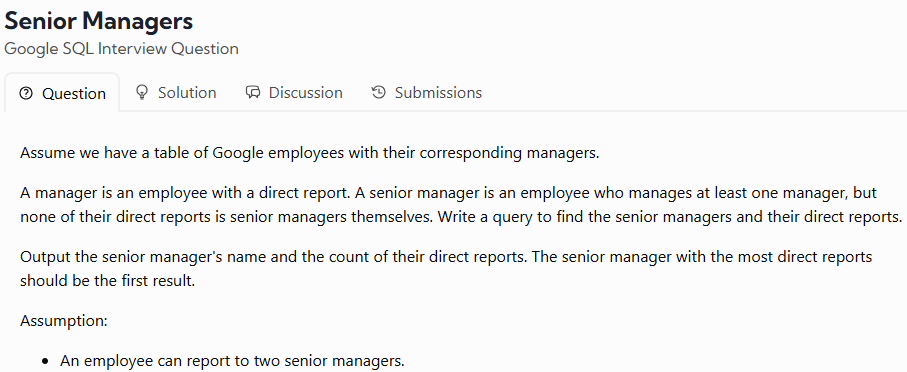 Senior Managers
Google SQL Interview Question
Question Solution Discussion Submissions
Assume we have a table of Google employees with their corresponding managers.
A manager is an employee with a direct report. A senior manager is an employee who manages at least one manager, but
none of their direct reports is senior managers themselves. Write a query to find the senior managers and their direct reports.
Output the senior manager's name and the count of their direct reports. The senior manager with the most direct reports
should be the first result.
Assumption:
• An employee can report to two senior managers.